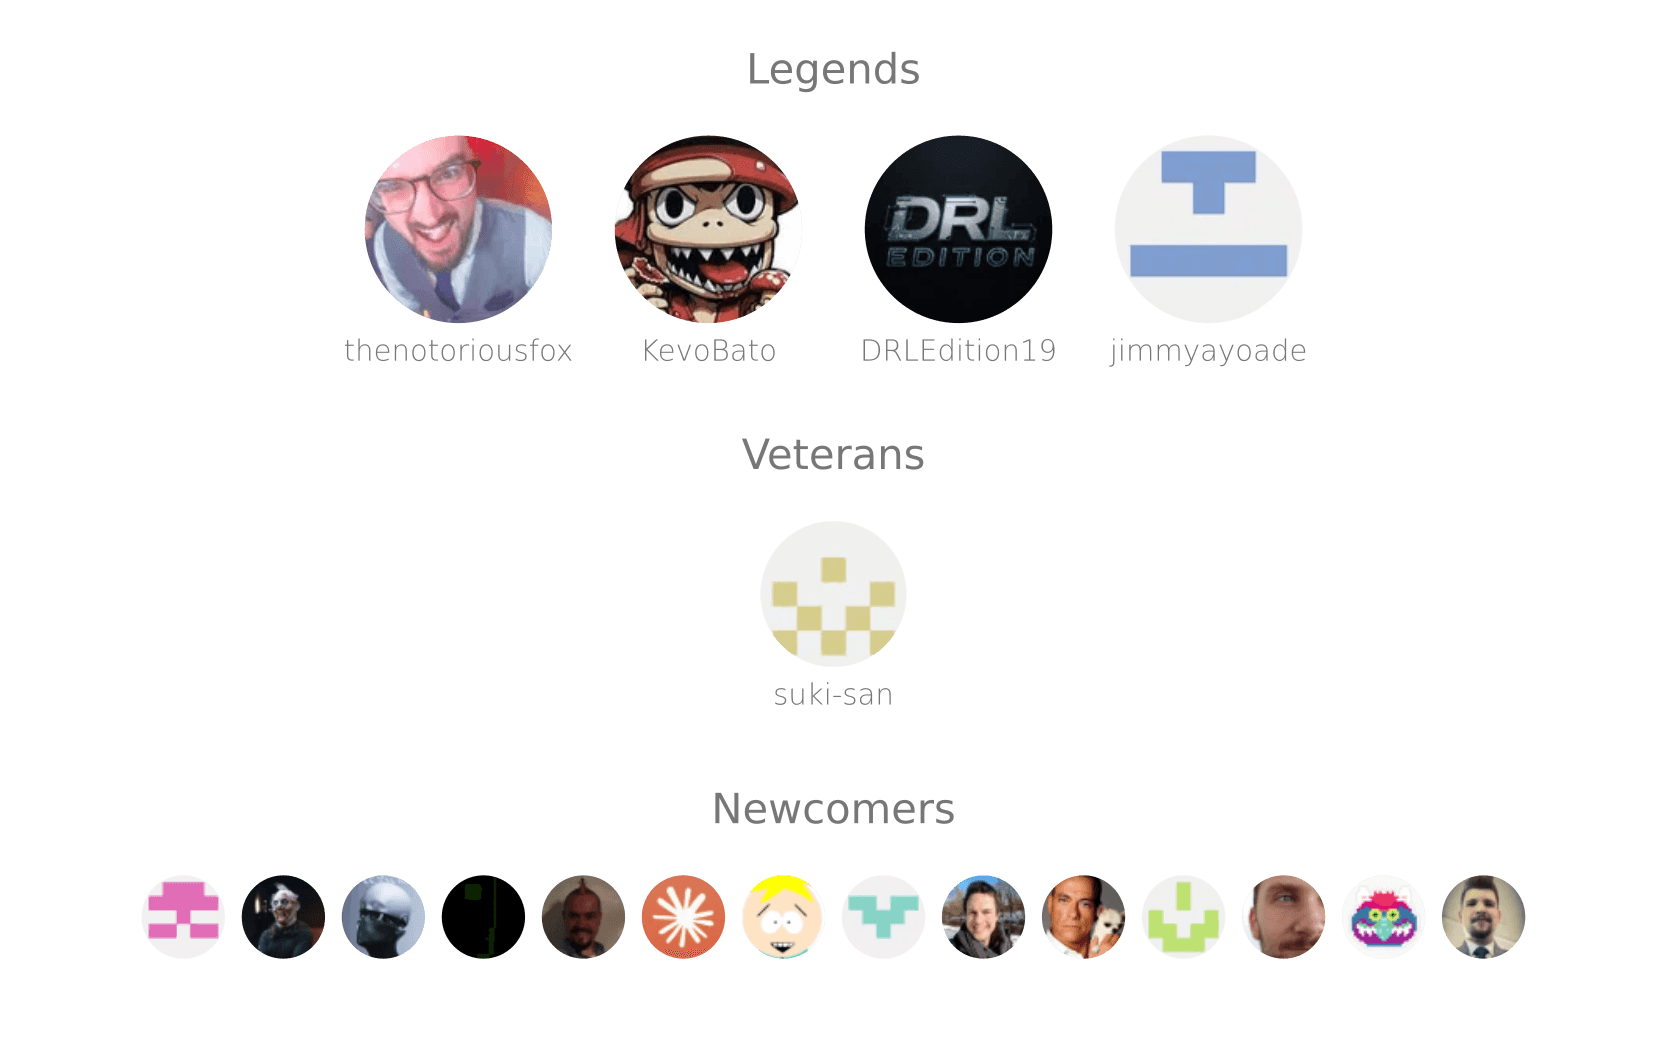 Legends
DRL
EDITION
thenotoriousfox
KevoBato
DRLEdition19
jimmyayoade
Veterans
suki-san
Newcomers